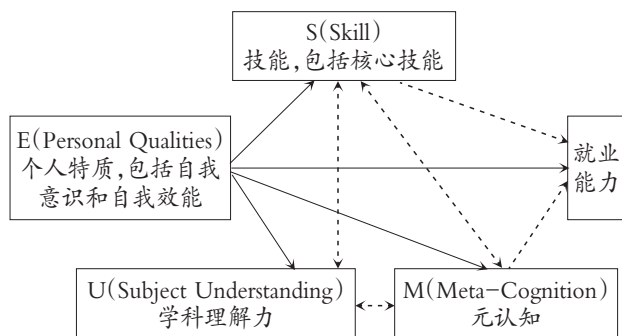 S(Skill)
技能,包括核心技能
E(Personal Qualities)
个人特质,包括自我
意识和自我效能
就业
能力
U(Subject Understanding)
学科理解力
M(Meta-Cognition)
元认知